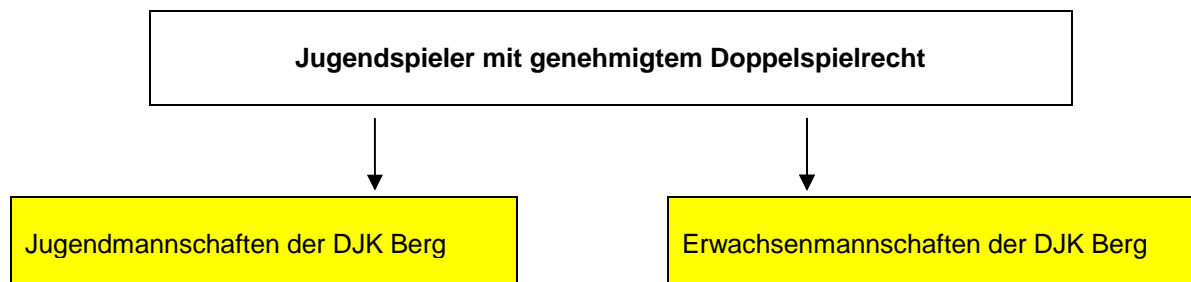 Jugendspieler mit genehmigtem Doppelspielrecht
Jugendmannschaften der DJK Berg
Erwachsenmannschaften der DJK Berg